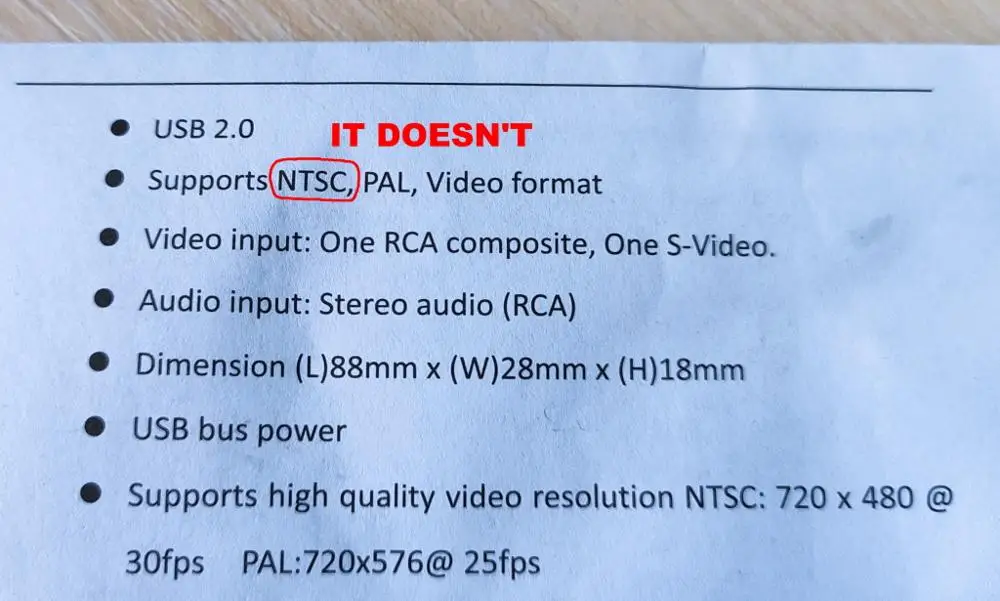 USB 2.0
IT DOESN'T
Supports NTSC, PAL, Video format
Video input: One RCA composite, One S-Video.
Audio input: Stereo audio (RCA)
Dimension (L)88mm x (W)28mm x (H)18mm
USB bus power
Supports high quality video resolution NTSC: 720 x 480 @
30fps PAL:720x576@ 25fps